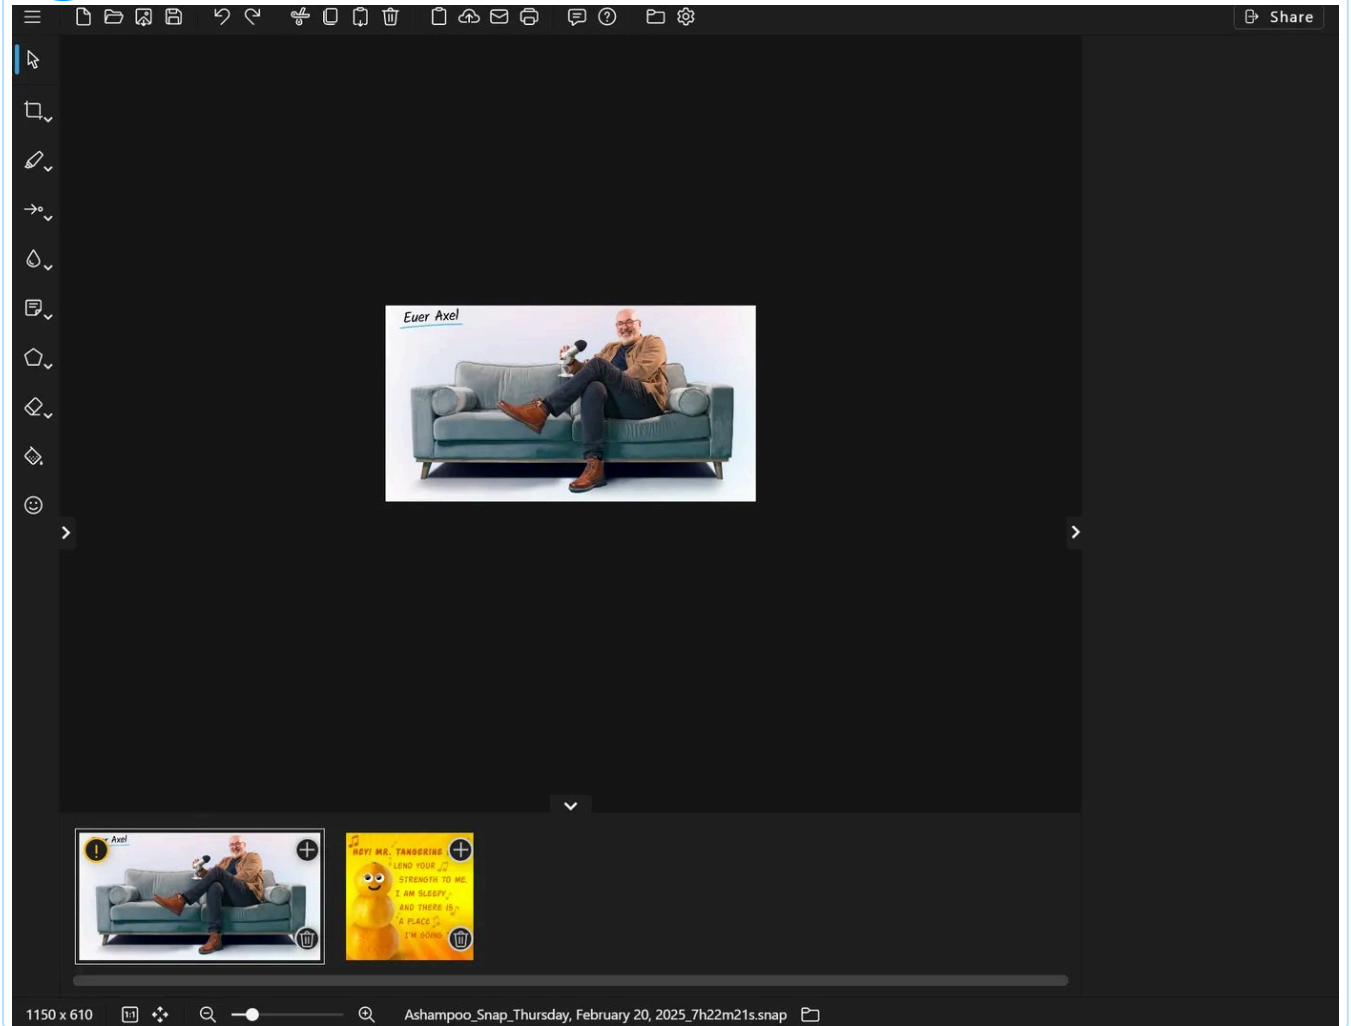 Share
Euer Axel
Axel
HEY! MR. TANGERINE
LEND YOUR
STRENGTH TO ME.
I AM SLEEPY
AND THERE IS
A PLACE
I'M GOING
1150 x 610
1:1
Ashampoo_Snap_Thursday, February 20, 2025_7h22m21s.snap